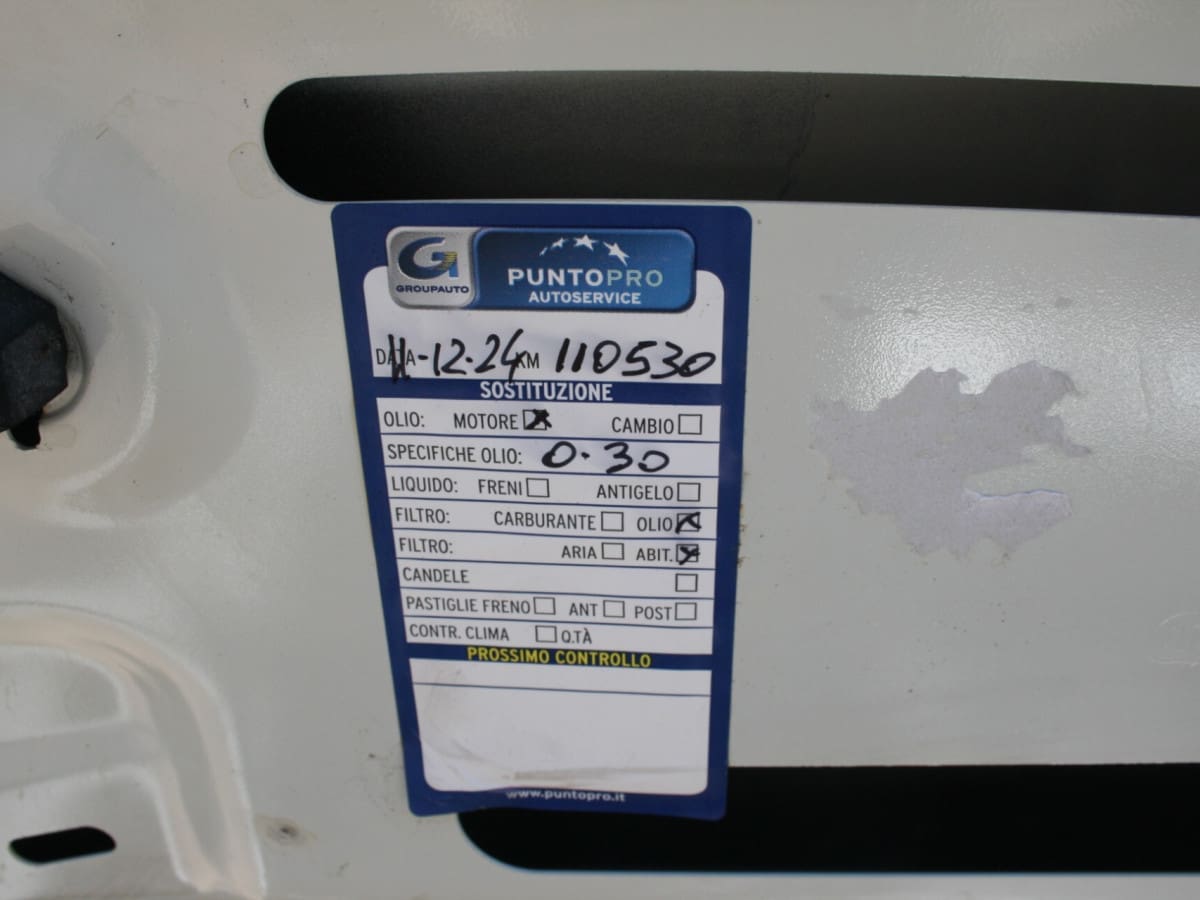 G
GROUPAUTO
PUNTOPRO
AUTOSERVICE
DATA 11-12-24 KM 110530
SOSTITUZIONE
OLIO: MOTORE CAMBIO
SPECIFICHE OLIO: 0-30
LIQUIDO: FRENI ANTIGELO
FILTRO: CARBURANTE OLIO
FILTRO: ARIA ABIT.
CANDELE
PASTIGLIE FRENO ANT POST
CONTR. CLIMA Q.TÀ
PROSSIMO CONTROLLO
www.puntopro.it